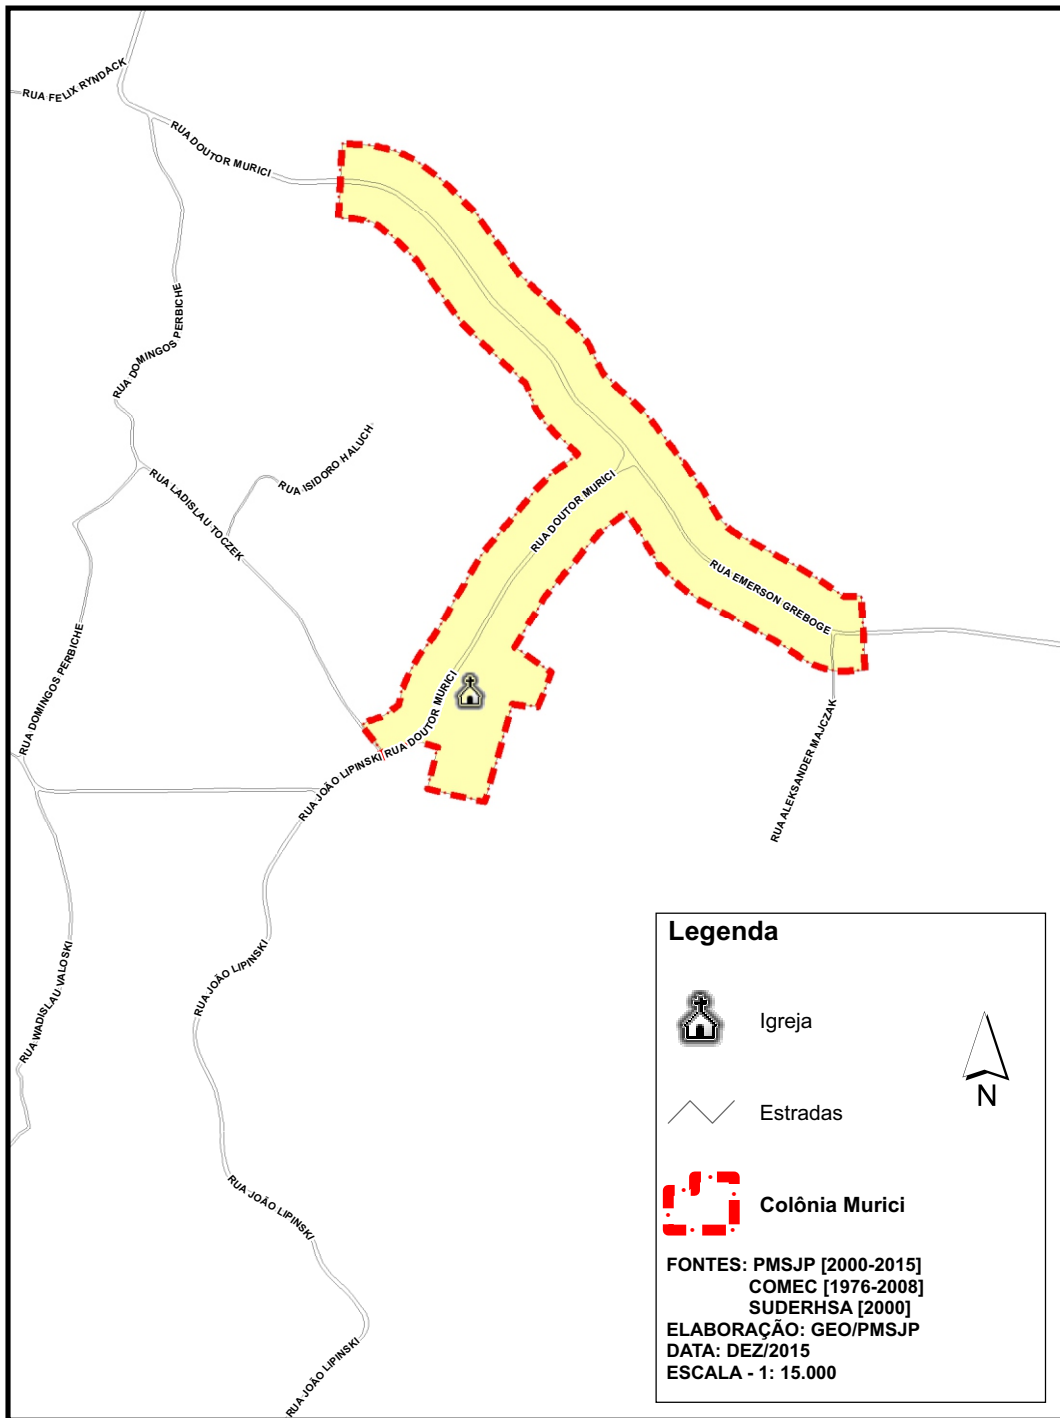 RUA FELIX RYNDACK
RUA DOUTOR MURICI
RUA DOMINGOS PERBICHE
RUA ISIDORO HALUCH
RUA LADISLAU TOCZEK
RUA DOUTOR MURICI
RUA EMERSON GREBOGE
RUA DOMINGOS PERBICHE
RUA DOUTOR MURICI
RUA JOÃO LIPINSKI
RUA ALEKSANDER MAJCZAK
RUA WADISLAU VALOSKI
RUA JOÃO LIPINSKI
RUA JOÃO LIPINSKI
RUA JOÃO LIPINSKI
Legenda
Igreja
N
Estradas
Colônia Murici
FONTES: PMSJP [2000-2015]
COMEC [1976-2008]
SUDERHSA [2000]
ELABORAÇÃO: GEO/PMSJP
DATA: DEZ/2015
ESCALA - 1: 15.000